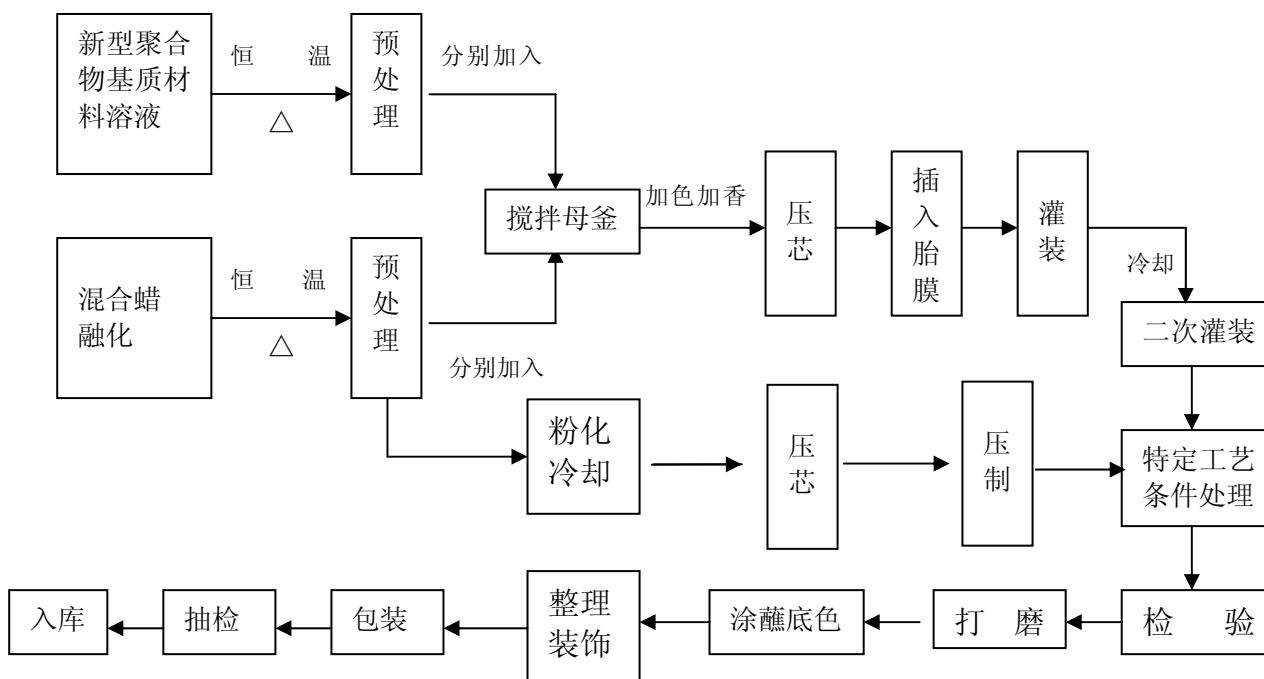 新型聚合
物基质材
料溶液
恒 温
△
预
处
理
分别加入
搅拌母釜
加色加香
压
芯
插
入
胎
膜
灌
装
冷却
二次灌装
混合蜡
融化
恒 温
△
预
处
理
分别加入
粉化
冷却
压
芯
压
制
特定工艺
条件处理
检 验
打 磨
涂蘸底色
整理
装饰
包装
抽检
入库